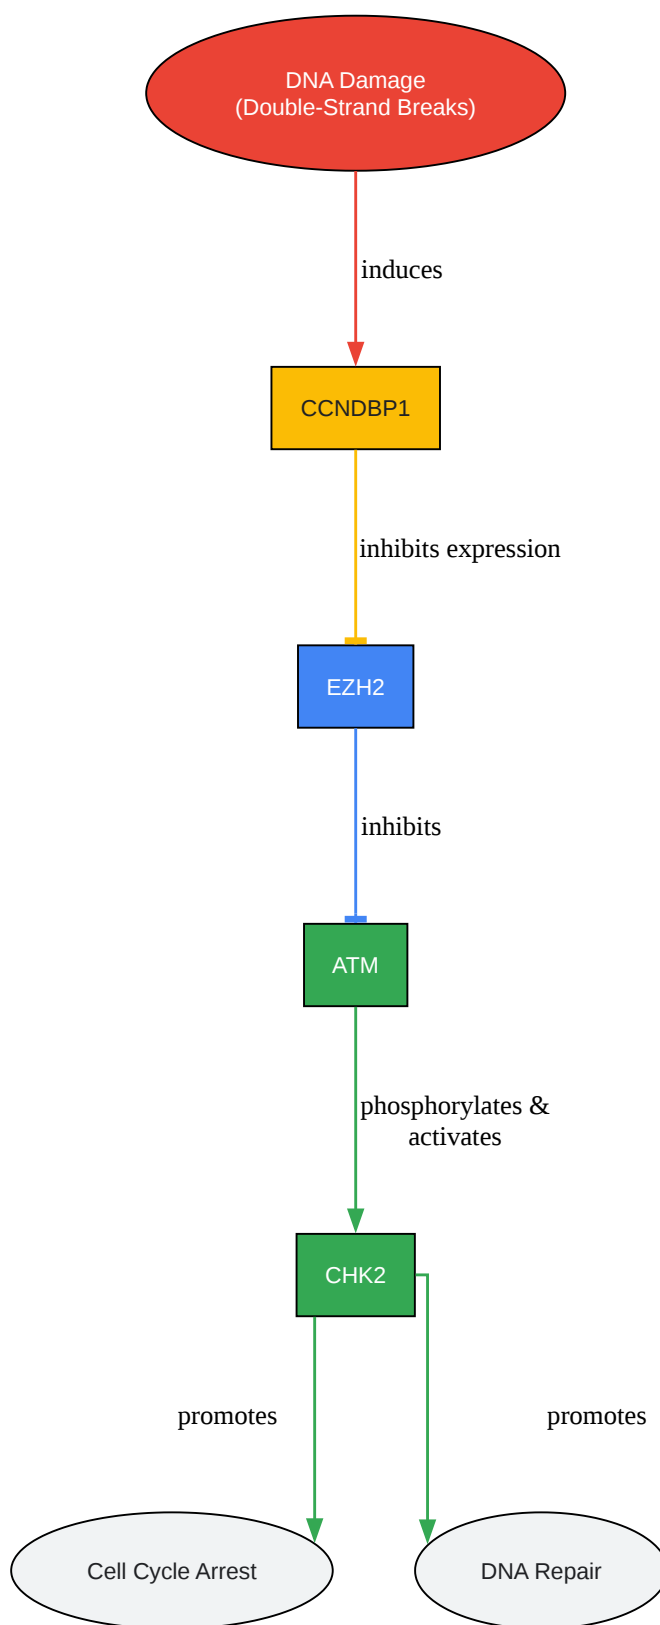 DNA Damage
(Double-Strand Breaks)
induces
CCNDBP1
inhibits expression
EZH2
inhibits
ATM
phosphorylates &
activates
CHK2
promotes
promotes
Cell Cycle Arrest
DNA Repair